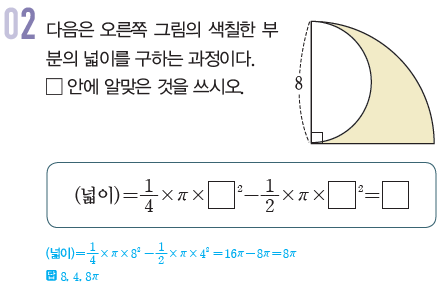 02 다음은 오른쪽 그림의 색칠한 부
분의 넓이를 구하는 과정이다.
□ 안에 알맞은 것을 쓰시오.
8
(넓이)=1/4×π×□²-1/2×π×□²=□
(넓이)=1/4×π×8²-1/2×π×4²=16π-8π=8π
답 8, 4, 8π